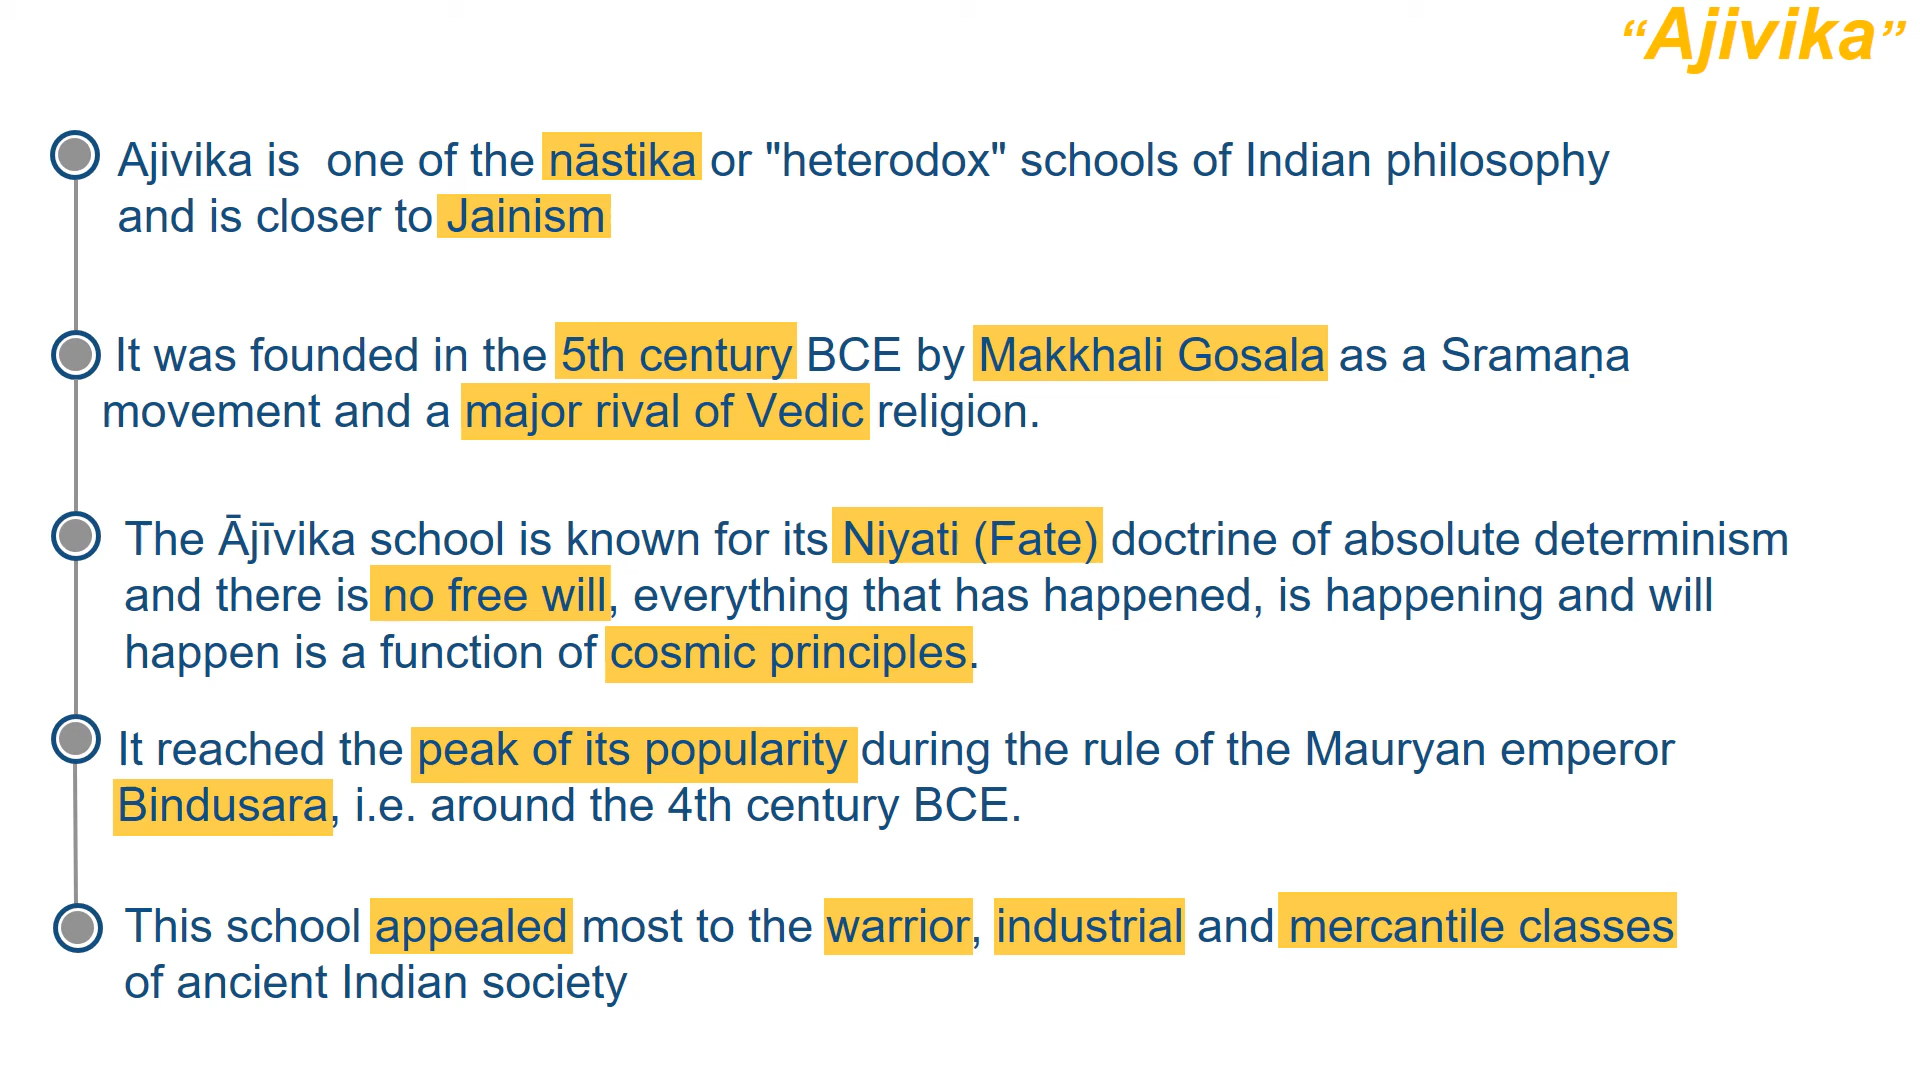 “Ajivika”
Ajivika is  one of the nāstika or "heterodox" schools of Indian philosophy
and is closer to Jainism
It was founded in the 5th century BCE by Makkhali Gosala as a Sramaṇa
movement and a major rival of Vedic religion.
The Ājīvika school is known for its Niyati (Fate) doctrine of absolute determinism
and there is no free will, everything that has happened, is happening and will
happen is a function of cosmic principles.
It reached the peak of its popularity during the rule of the Mauryan emperor
Bindusara, i.e. around the 4th century BCE.
This school appealed most to the warrior, industrial and mercantile classes
of ancient Indian society